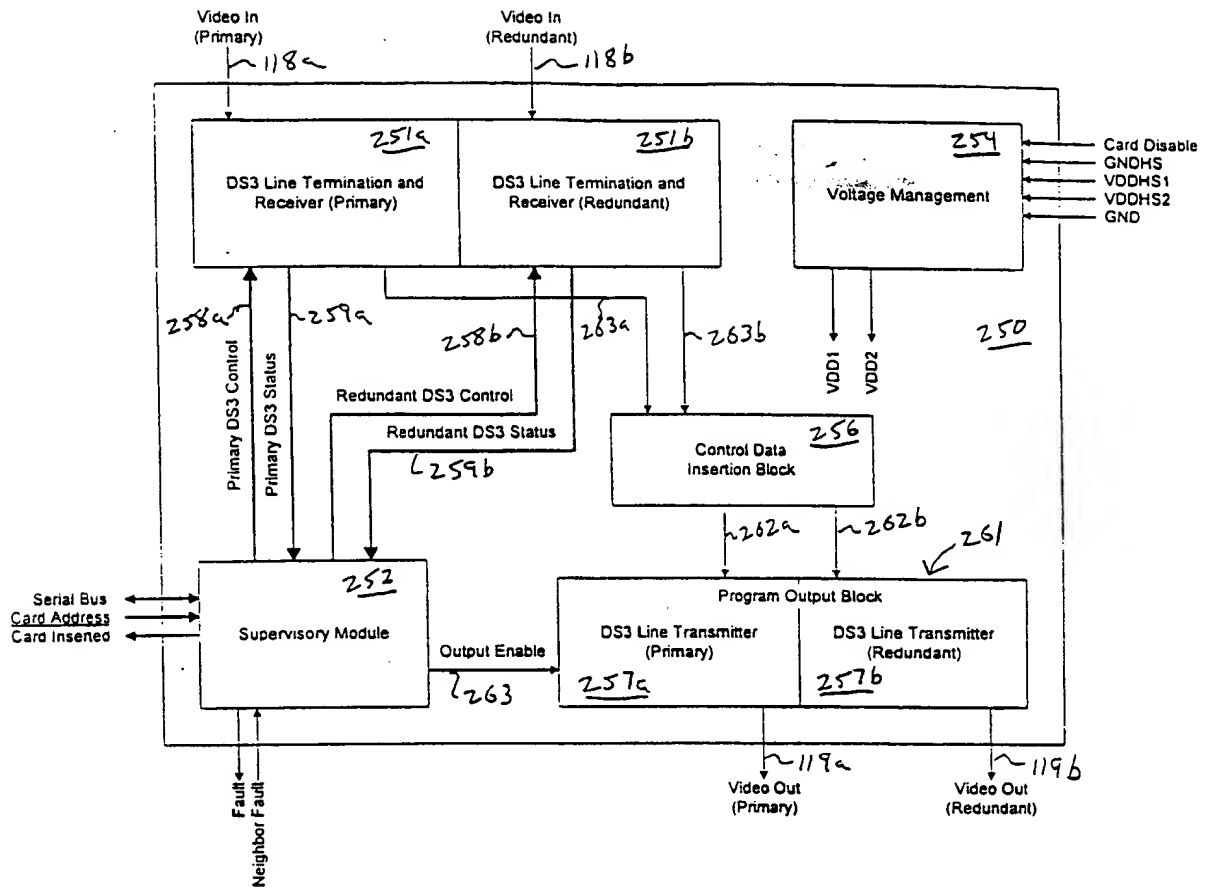 Video In
(Primary)
118a
Video In
(Redundant)
118b
251a
DS3 Line Termination and
Receiver (Primary)
251b
DS3 Line Termination and
Receiver (Redundant)
254
Voltage Management
Card Disable
GNDHS
VDDHS1
VDDHS2
GND
258a
259a
258b
263a
263b
250
VDD1
VDD2
Primary DS3 Control
Primary DS3 Status
Redundant DS3 Control
Redundant DS3 Status
259b
256
Control Data
Insertion Block
262a
262b
261
252
Supervisory Module
Serial Bus
Card Address
Card Inserted
Output Enable
263
Program Output Block
DS3 Line Transmitter
(Primary)
257a
DS3 Line Transmitter
(Redundant)
257b
Fault
Neighbor Fault
119a
Video Out
(Primary)
119b
Video Out
(Redundant)